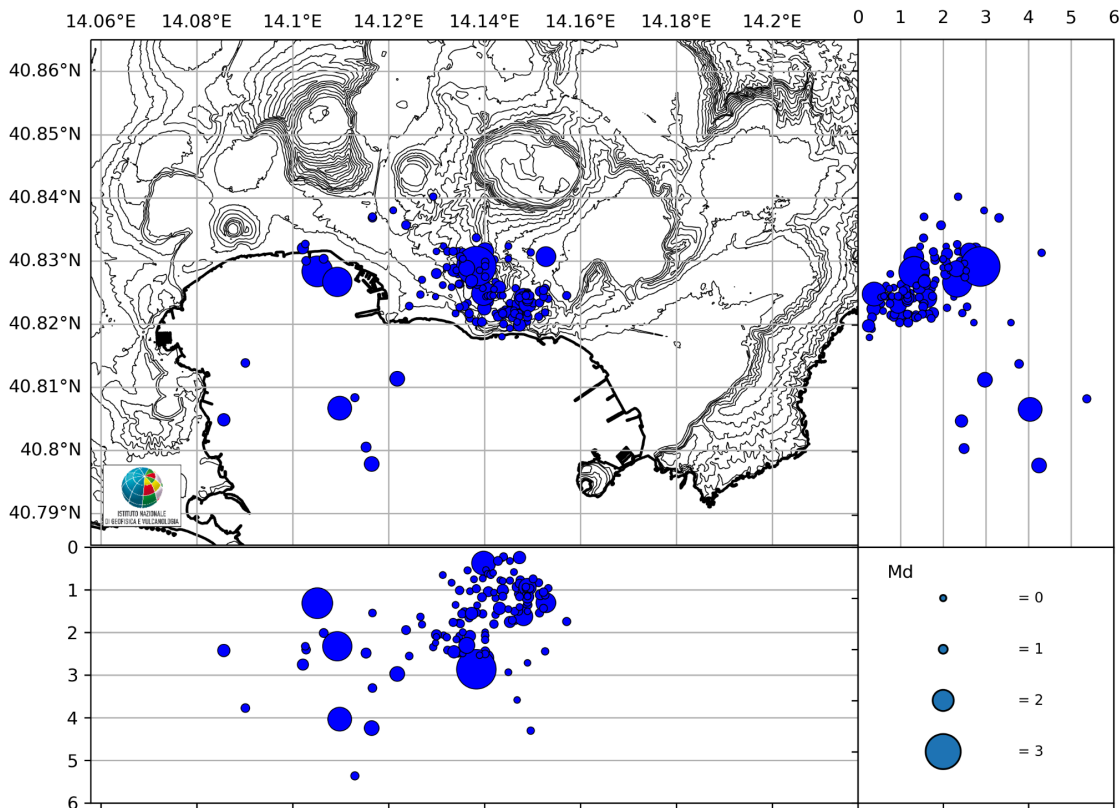 14.06°E 14.08°E 14.1°E 14.12°E 14.14°E 14.16°E 14.18°E 14.2°E 0 1 2 3 4 5 6
40.86°N
40.85°N
40.84°N
40.83°N
40.82°N
40.81°N
40.8°N
40.79°N
ISTITUTO NAZIONALE
DI GEOFISICA E VULCANOLOGIA
0
1
2
3
4
5
6
Md
= 0
= 1
= 2
= 3